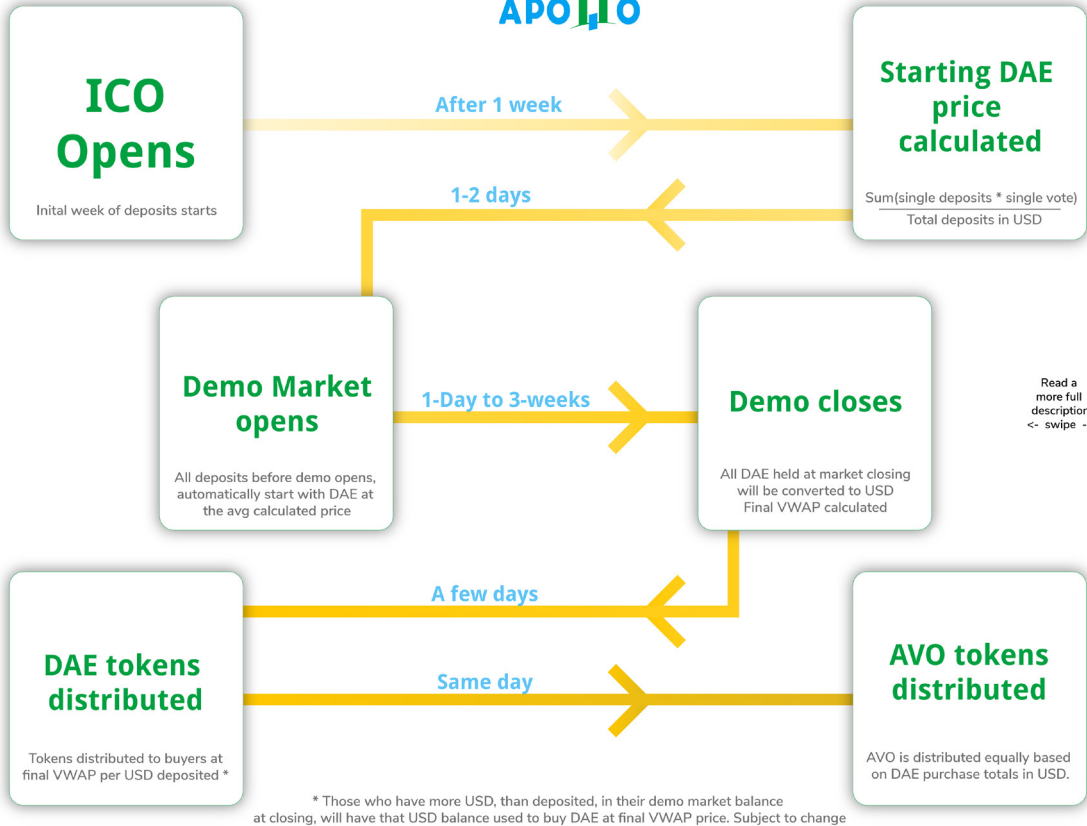 APOLLO
ICO
Opens
Inital week of deposits starts
After 1 week
Starting DAE
price
calculated
Sum(single deposits * single vote)
Total deposits in USD
1-2 days
Demo Market
opens
All deposits before demo opens,
automatically start with DAE at
the avg calculated price
1-Day to 3-weeks
Demo closes
All DAE held at market closing
will be converted to USD
Final VWAP calculated
Read a
more full
description
<- swipe -
A few days
DAE tokens
distributed
Tokens distributed to buyers at
final VWAP per USD deposited *
Same day
AVO tokens
distributed
AVO is distributed equally based
on DAE purchase totals in USD.
* Those who have more USD, than deposited, in their demo market balance
at closing, will have that USD balance used to buy DAE at final VWAP price. Subject to change